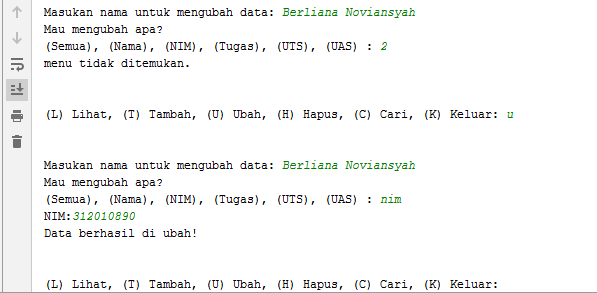 Masukan nama untuk mengubah data: Berliana Noviansyah
Mau mengubah apa?
(Semua), (Nama), (NIM), (Tugas), (UTS), (UAS) : 2
menu tidak ditemukan.
(L) Lihat, (T) Tambah, (U) Ubah, (H) Hapus, (C) Cari, (K) Keluar: u
Masukan nama untuk mengubah data: Berliana Noviansyah
Mau mengubah apa?
(Semua), (Nama), (NIM), (Tugas), (UTS), (UAS) : nim
NIM:312010890
Data berhasil di ubah!
(L) Lihat, (T) Tambah, (U) Ubah, (H) Hapus, (C) Cari, (K) Keluar: